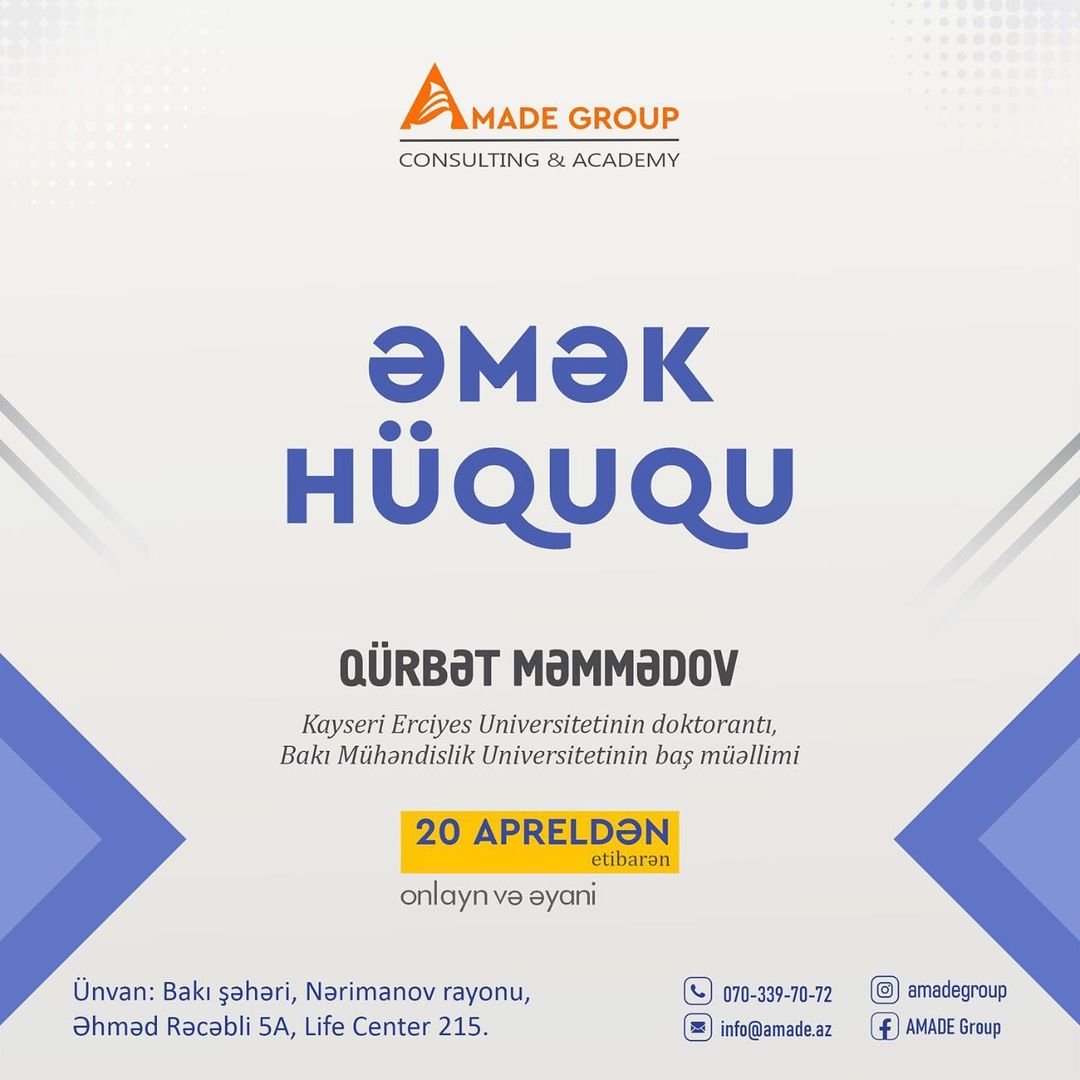 AMADE GROUP
CONSULTING & ACADEMY
ƏMƏK
HÜQUQU
QÜRBƏT MƏMMƏDOV
Kayseri Erciyes Universitetinin doktorantı,
Bakı Mühəndislik Universitetinin baş müəllimi
20 APRELDƏN
etibarən
onlayn və əyani
Ünvan: Bakı şəhəri, Nərimanov rayonu,
Əhməd Rəcəbli 5A, Life Center 215.
070-339-70-72
info@amade.az
amadegroup
AMADE Group